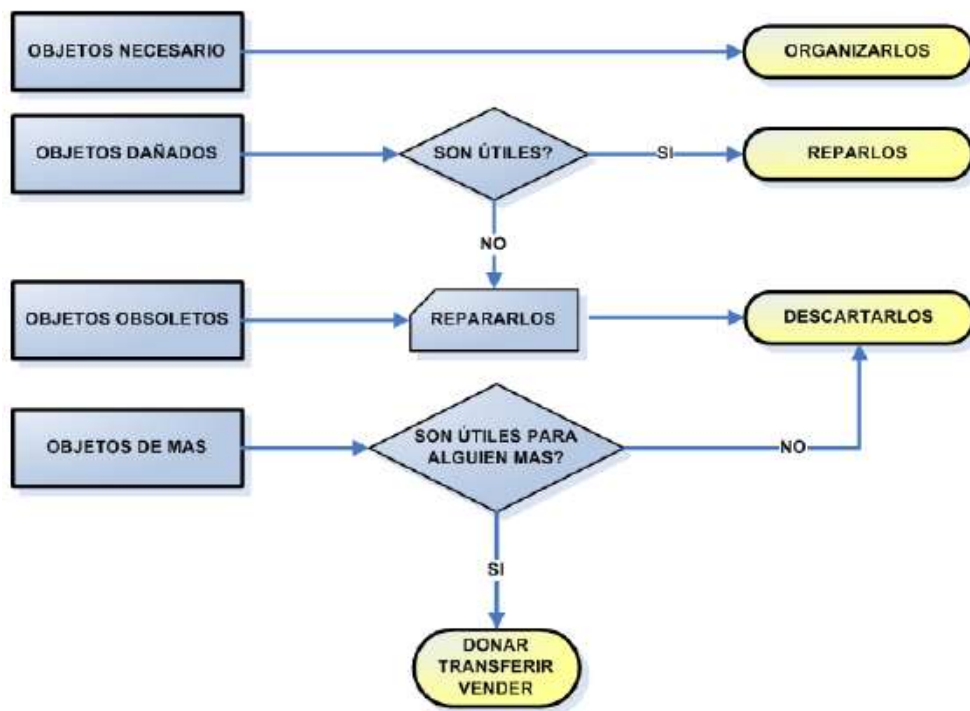 OBJETOS NECESARIO
ORGANIZARLOS
OBJETOS DAÑADOS
SON ÚTILES?
SI
REPARLOS
NO
OBJETOS OBSOLETOS
REPARARLOS
DESCARTARLOS
OBJETOS DE MAS
SON ÚTILES PARA
ALGUIEN MAS?
NO
SI
DONAR
TRANSFERIR
VENDER